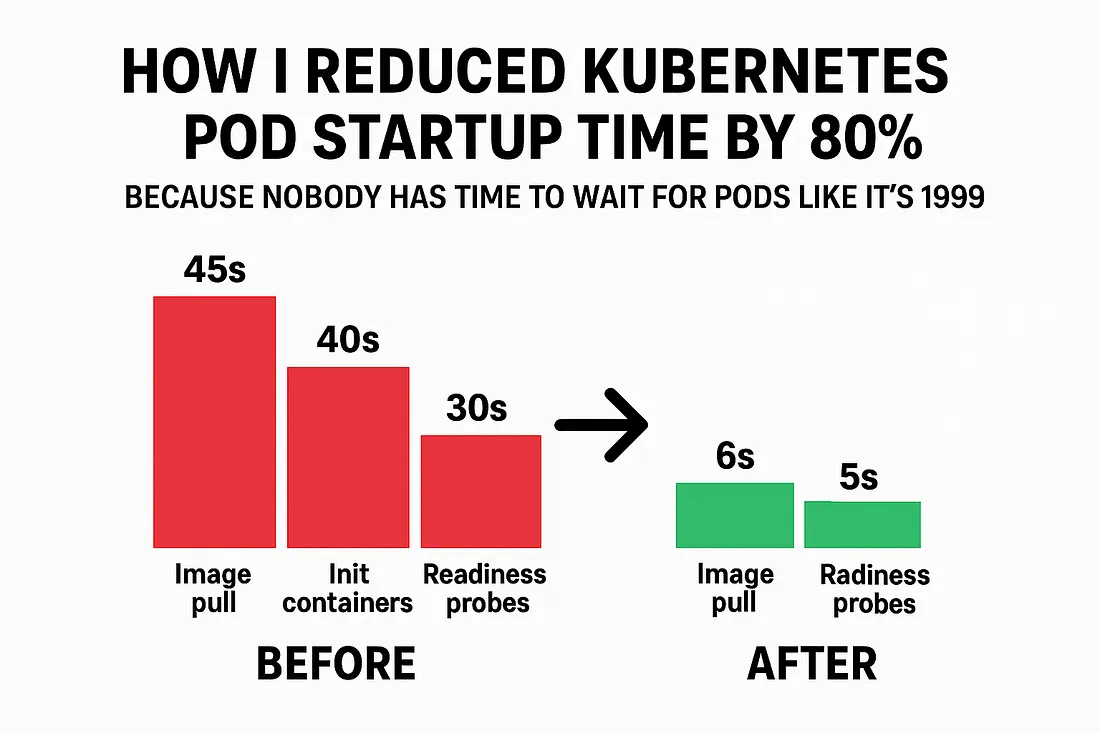 HOW I REDUCED KUBERNETES
POD STARTUP TIME BY 80%
BECAUSE NOBODY HAS TIME TO WAIT FOR PODS LIKE IT'S 1999
45s
40s
30s
6s
5s
Image
pull
Init
containers
Readiness
probes
Image
pull
Radiness
probes
BEFORE
AFTER